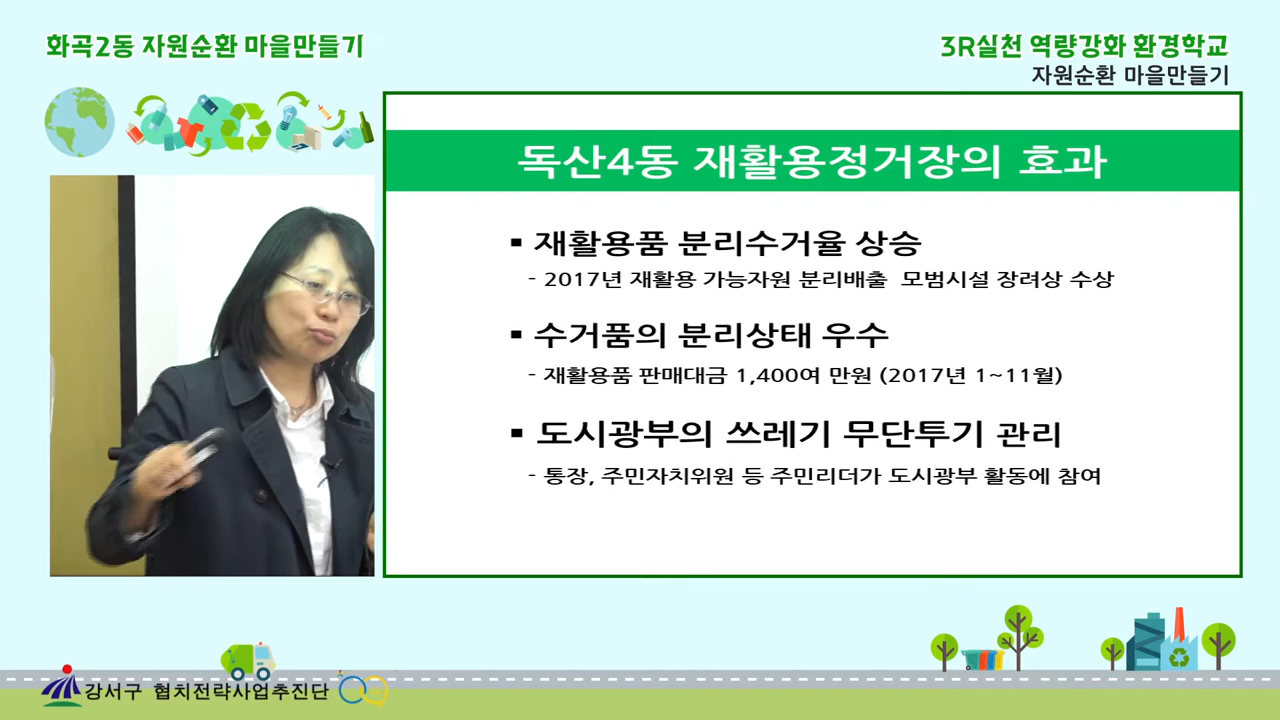 화곡2동 자원순환 마을만들기
3R실천 역량강화 환경학교
자원순환 마을만들기
독산4동 재활용정거장의 효과
▪ 재활용품 분리수거율 상승
- 2017년 재활용 가능자원 분리배출 모범시설 장려상 수상
▪ 수거품의 분리상태 우수
- 재활용품 판매대금 1,400여 만원 (2017년 1~11월)
▪ 도시광부의 쓰레기 무단투기 관리
- 통장, 주민자치위원 등 주민리더가 도시광부 활동에 참여
강서구 협치전략사업추진단